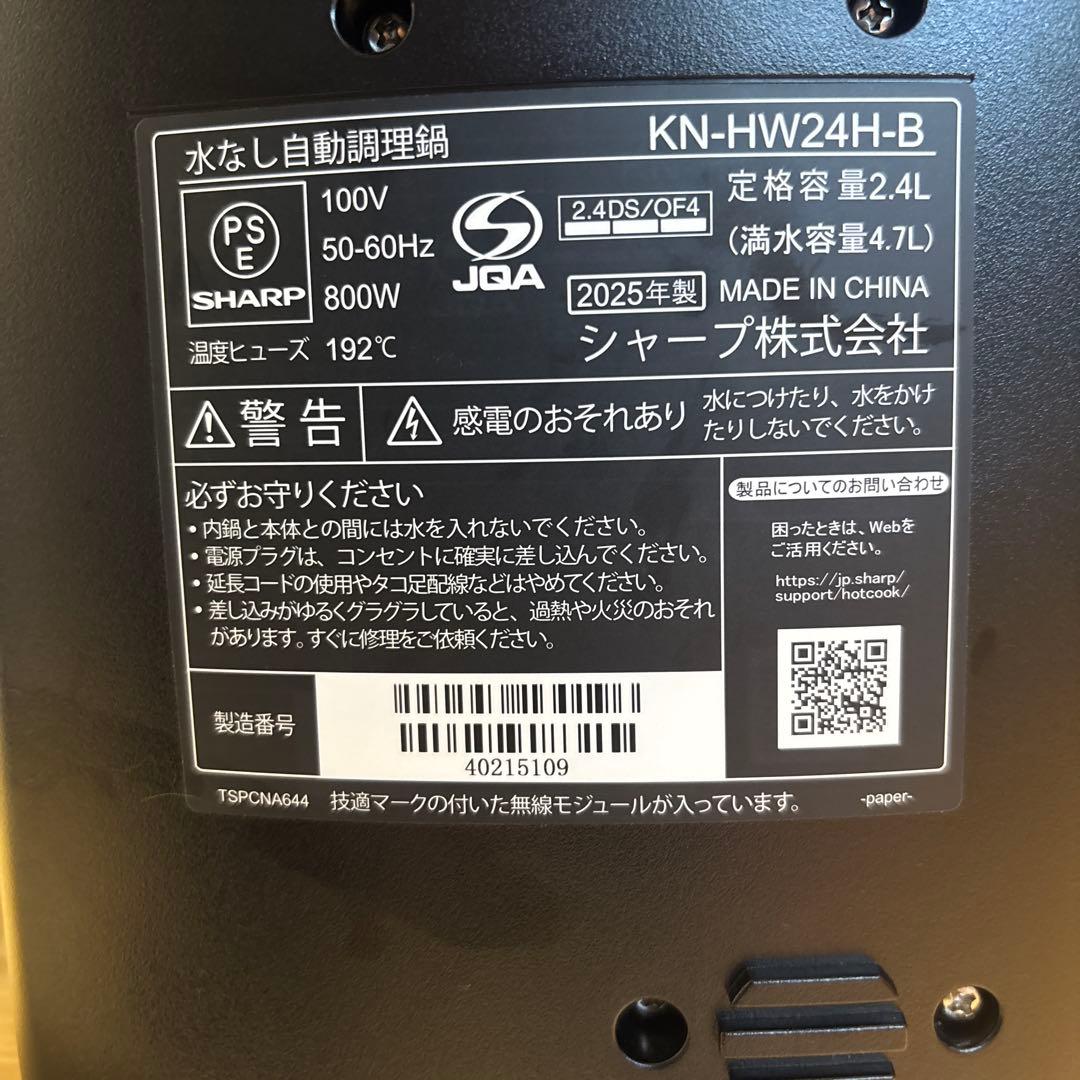 水なし自動調理鍋
KN-HW24H-B
PSE
SHARP
100V
50-60Hz
800W
温度ヒューズ 192℃
JQA
2.4DS/OF4
定格容量2.4L
(満水容量4.7L)
2025年製
MADE IN CHINA
シャープ株式会社
警告
感電のおそれあり
水につけたり、水をかけ
たりしないでください。
必ずお守りください
・内鍋と本体との間には水を入れないでください。
・電源プラグは、コンセントに確実に差し込んでください。
・延長コードの使用やタコ足配線などはやめてください。
・差し込みがゆるくグラグラしていると、過熱や火災のおそれ
があります。すぐに修理をご依頼ください。
製品についてのお問い合わせ
困ったときは、Webを
ご活用ください。
https://jp.sharp/
support/hotcook/
製造番号
40215109
TSPCNA644
技適マークの付いた無線モジュールが入っています。
-paper-